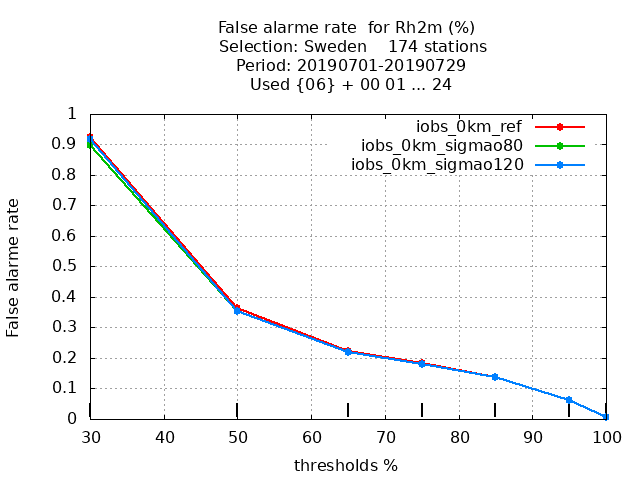 False alarme rate  for Rh2m (%)
Selection: Sweden    174 stations
Period: 20190701-20190729
Used {06} + 00 01 ... 24
iobs_0km_ref
iobs_0km_sigmao80
iobs_0km_sigmao120
False alarme rate
1
0.9
0.8
0.7
0.6
0.5
0.4
0.3
0.2
0.1
0
30 40 50 60 70 80 90 100
thresholds %